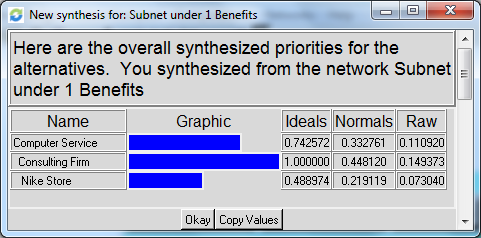 New synthesis for: Subnet under 1 Benefits
Here are the overall synthesized priorities for the
alternatives. You synthesized from the network Subnet
under 1 Benefits
Name Graphic Ideals Normals Raw
Computer Service 0.742572 0.332761 0.110920
Consulting Firm 1.000000 0.448120 0.149373
Nike Store 0.488974 0.219119 0.073040
Okay Copy Values